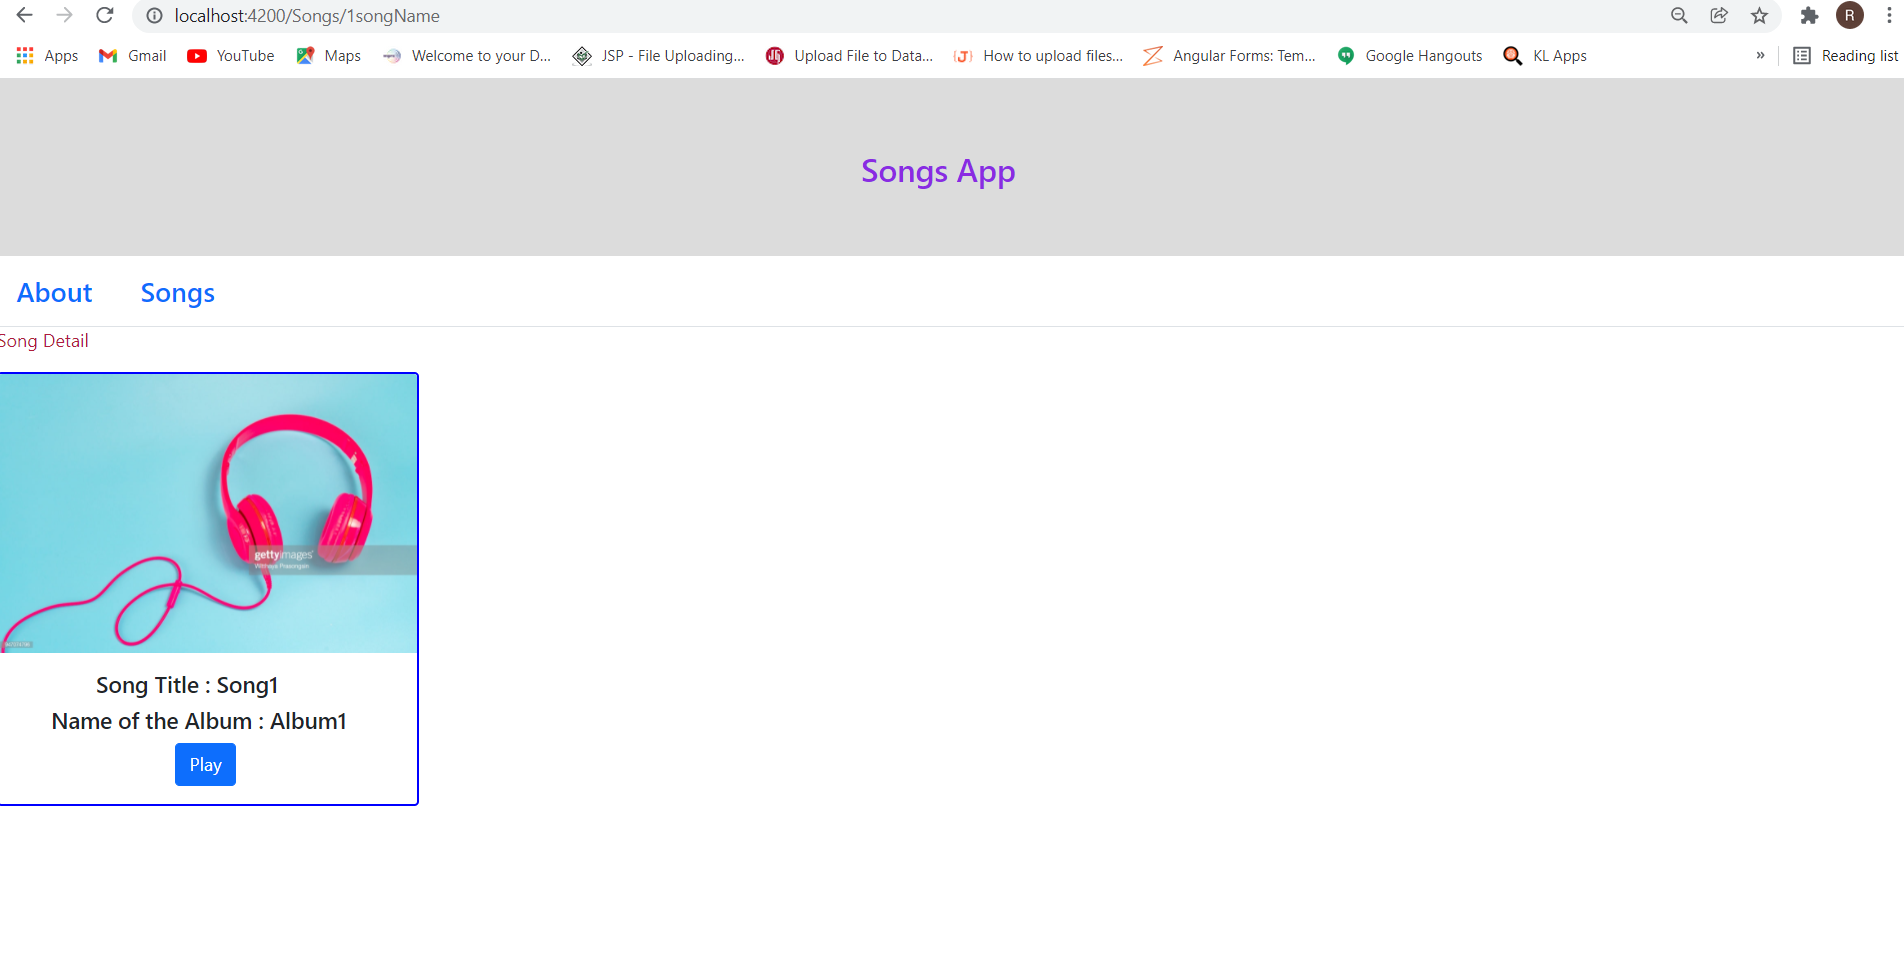 localhost:4200/Songs/1songName
R
Apps Gmail YouTube Maps Welcome to your D... JSP - File Uploading... Upload File to Data... How to upload files... Angular Forms: Tem... Google Hangouts KL Apps » Reading list
Songs App
About Songs
Song Detail
gettyimages
Song Title : Song1
Name of the Album : Album1
Play